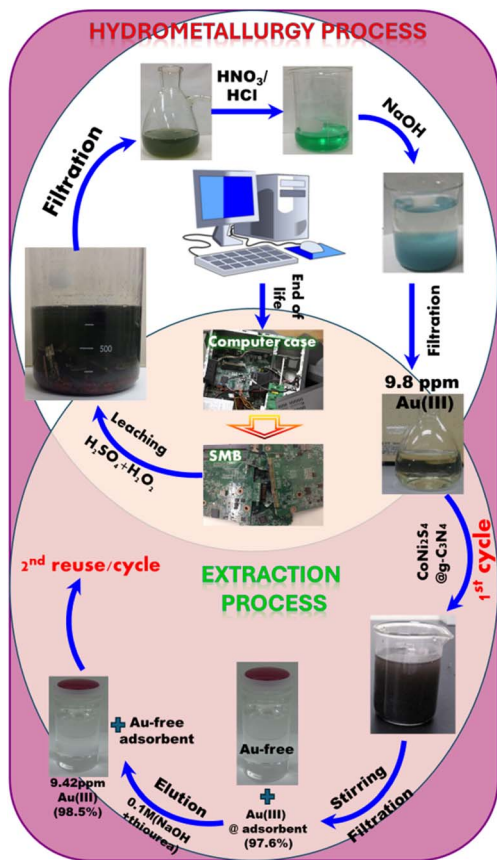 HYDROMETALLURGY PROCESS
HNO3/
HCl
NaOH
Filtration
End of
life
Filtration
Computer case
500
9.8 ppm
Au(III)
Leaching
H2SO4+H2O2
SMB
CoNi2S4
@g-C3N4
1st cycle
2nd reuse/cycle
EXTRACTION
PROCESS
Au-free
adsorbent
Au-free
Stirring
Filtration
9.42ppm
Au(III)
(98.5%)
Elution
0.1M(NaOH
+thiourea)
Au(III)
@ adsorbent
(97.6%)